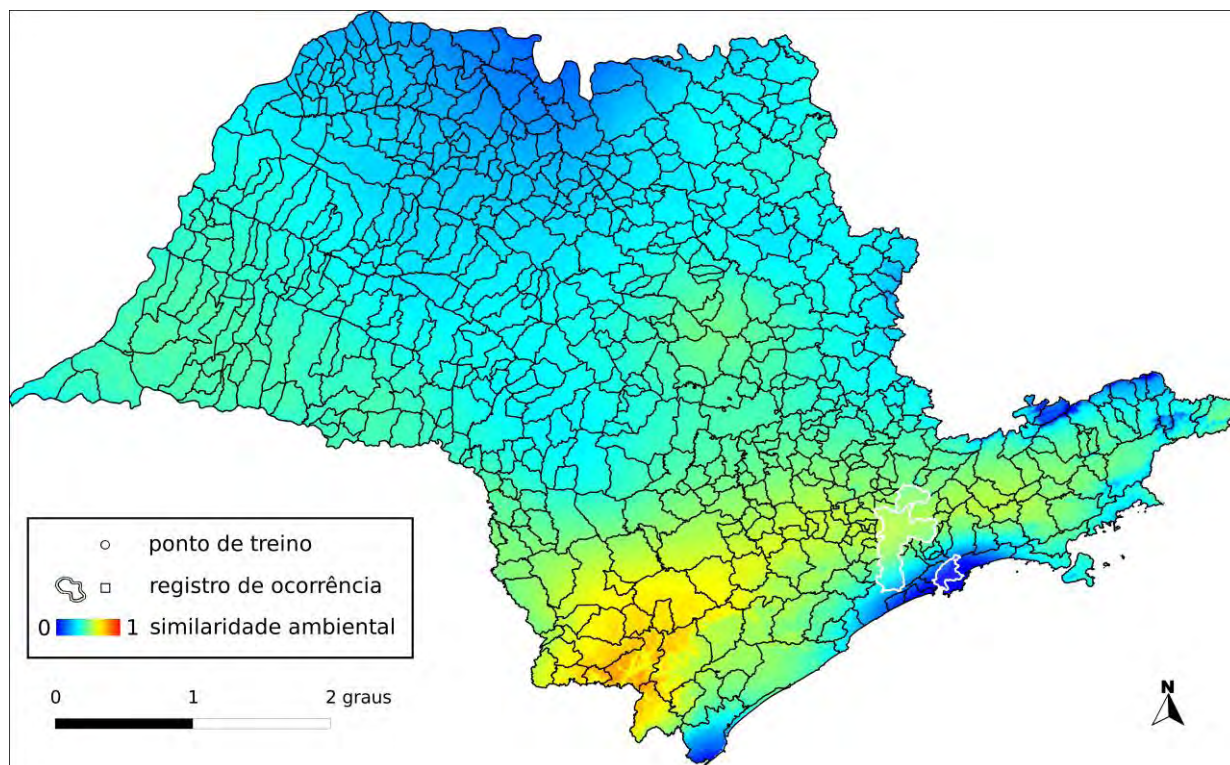 ponto de treino
registro de ocorrência
0 1 similaridade ambiental
0 1 2 graus
N